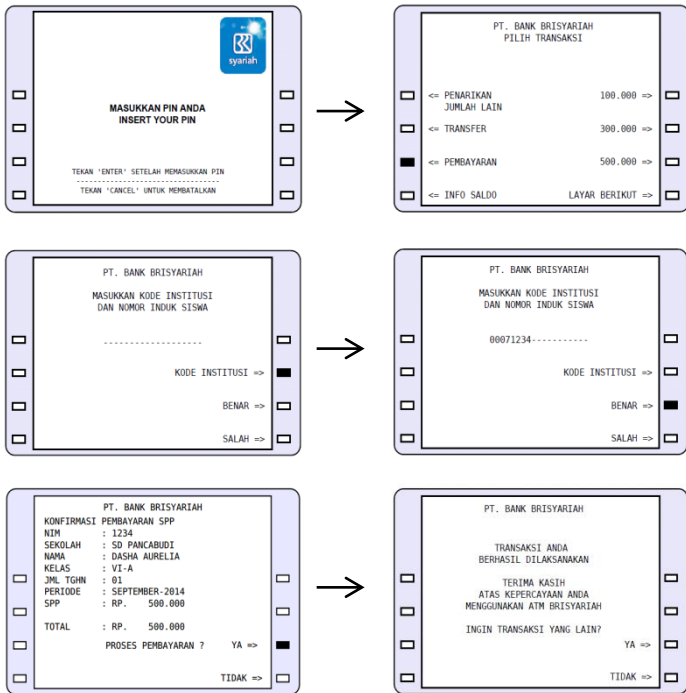 syariah
MASUKKAN PIN ANDA
INSERT YOUR PIN
TEKAN 'ENTER' SETELAH MEMASUKKAN PIN
------------------------------------
TEKAN 'CANCEL' UNTUK MEMBATALKAN
PT. BANK BRISYARIAH
PILIH TRANSAKSI
<= PENARIKAN JUMLAH LAIN 100.000 =>
<= TRANSFER 300.000 =>
<= PEMBAYARAN 500.000 =>
<= INFO SALDO LAYAR BERIKUT =>
PT. BANK BRISYARIAH
MASUKKAN KODE INSTITUSI
DAN NOMOR INDUK SISWA
------------------
KODE INSTITUSI =>
BENAR =>
SALAH =>
PT. BANK BRISYARIAH
MASUKKAN KODE INSTITUSI
DAN NOMOR INDUK SISWA
00071234-----------
KODE INSTITUSI =>
BENAR =>
SALAH =>
PT. BANK BRISYARIAH
KONFIRMASI PEMBAYARAN SPP
NIM : 1234
SEKOLAH : SD PANCABUDI
NAMA : DASHA AURELIA
KELAS : VI-A
JML TGHN : 01
PERIODE : SEPTEMBER-2014
SPP : RP. 500.000
TOTAL : RP. 500.000
PROSES PEMBAYARAN ? YA =>
TIDAK =>
PT. BANK BRISYARIAH
TRANSAKSI ANDA
BERHASIL DILAKSANAKAN
TERIMA KASIH
ATAS KEPERCAYAAN ANDA
MENGGUNAKAN ATM BRISYARIAH
INGIN TRANSAKSI YANG LAIN?
YA =>
TIDAK =>